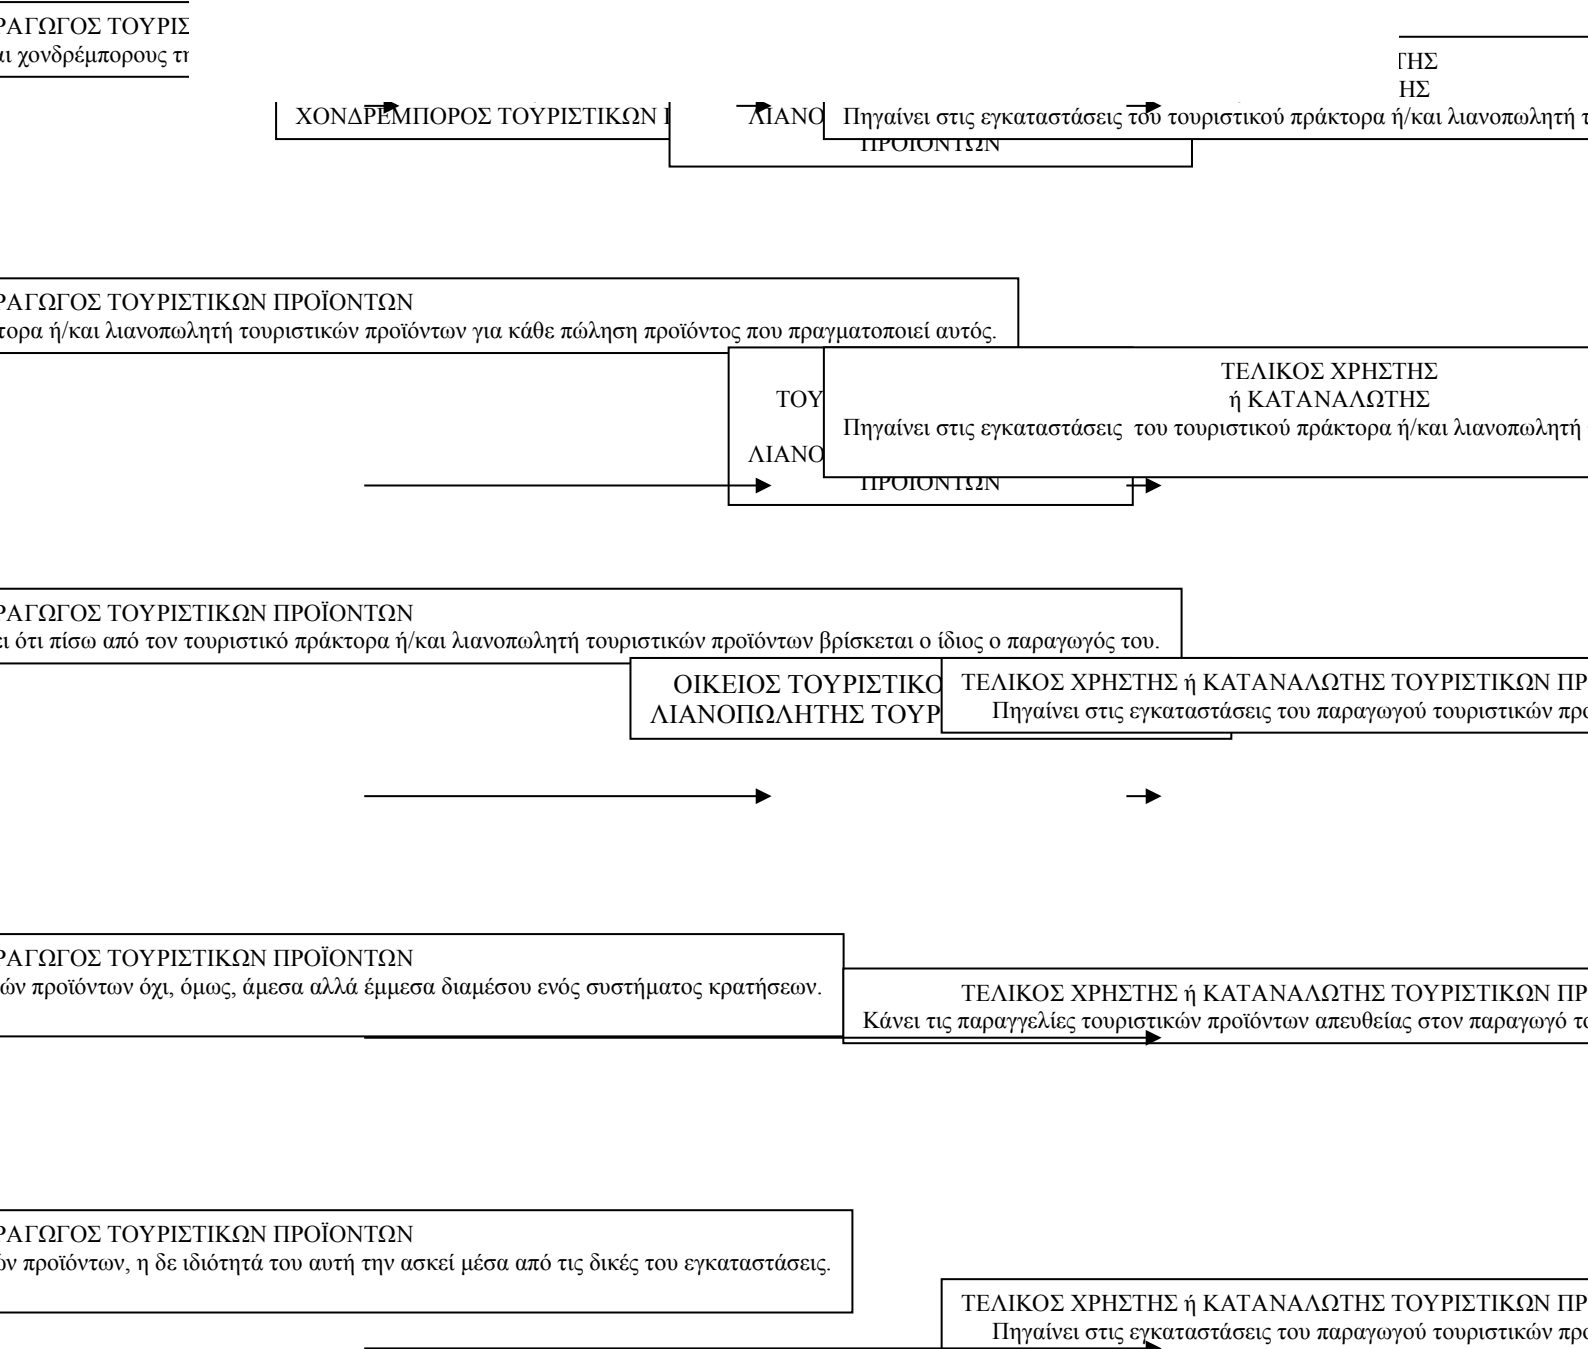 ΡΑΓΩΓΟΣ ΤΟΥΡΙΣ
αι χονδρέμπορους τη
ΤΗΣ
ΗΣ
ΧΟΝΔΡΕΜΠΟΡΟΣ ΤΟΥΡΙΣΤΙΚΩΝ Π
ΛΙΑΝΟ
Πηγαίνει στις εγκαταστάσεις του τουριστικού πράκτορα ή/και λιανοπωλητή τ
ΠΡΟΪΟΝΤΩΝ
ΡΑΓΩΓΟΣ ΤΟΥΡΙΣΤΙΚΩΝ ΠΡΟΪΟΝΤΩΝ
τορα ή/και λιανοπωλητή τουριστικών προϊόντων για κάθε πώληση προϊόντος που πραγματοποιεί αυτός.
ΤΕΛΙΚΟΣ ΧΡΗΣΤΗΣ
ΤΟΥ
ή ΚΑΤΑΝΑΛΩΤΗΣ
Πηγαίνει στις εγκαταστάσεις του τουριστικού πράκτορα ή/και λιανοπωλητή
ΛΙΑΝΟ
ΠΡΟΪΟΝΤΩΝ
ΡΑΓΩΓΟΣ ΤΟΥΡΙΣΤΙΚΩΝ ΠΡΟΪΟΝΤΩΝ
ει ότι πίσω από τον τουριστικό πράκτορα ή/και λιανοπωλητή τουριστικών προϊόντων βρίσκεται ο ίδιος ο παραγωγός του.
ΟΙΚΕΙΟΣ ΤΟΥΡΙΣΤΙΚΟ
ΛΙΑΝΟΠΩΛΗΤΗΣ ΤΟΥΡ
ΤΕΛΙΚΟΣ ΧΡΗΣΤΗΣ ή ΚΑΤΑΝΑΛΩΤΗΣ ΤΟΥΡΙΣΤΙΚΩΝ ΠΡ
Πηγαίνει στις εγκαταστάσεις του παραγωγού τουριστικών προ
ΡΑΓΩΓΟΣ ΤΟΥΡΙΣΤΙΚΩΝ ΠΡΟΪΟΝΤΩΝ
ών προϊόντων όχι, όμως, άμεσα αλλά έμμεσα διαμέσου ενός συστήματος κρατήσεων.
ΤΕΛΙΚΟΣ ΧΡΗΣΤΗΣ ή ΚΑΤΑΝΑΛΩΤΗΣ ΤΟΥΡΙΣΤΙΚΩΝ ΠΡ
Κάνει τις παραγγελίες τουριστικών προϊόντων απευθείας στον παραγωγό το
ΡΑΓΩΓΟΣ ΤΟΥΡΙΣΤΙΚΩΝ ΠΡΟΪΟΝΤΩΝ
ών προϊόντων, η δε ιδιότητά του αυτή την ασκεί μέσα από τις δικές του εγκαταστάσεις.
ΤΕΛΙΚΟΣ ΧΡΗΣΤΗΣ ή ΚΑΤΑΝΑΛΩΤΗΣ ΤΟΥΡΙΣΤΙΚΩΝ ΠΡ
Πηγαίνει στις εγκαταστάσεις του παραγωγού τουριστικών προ